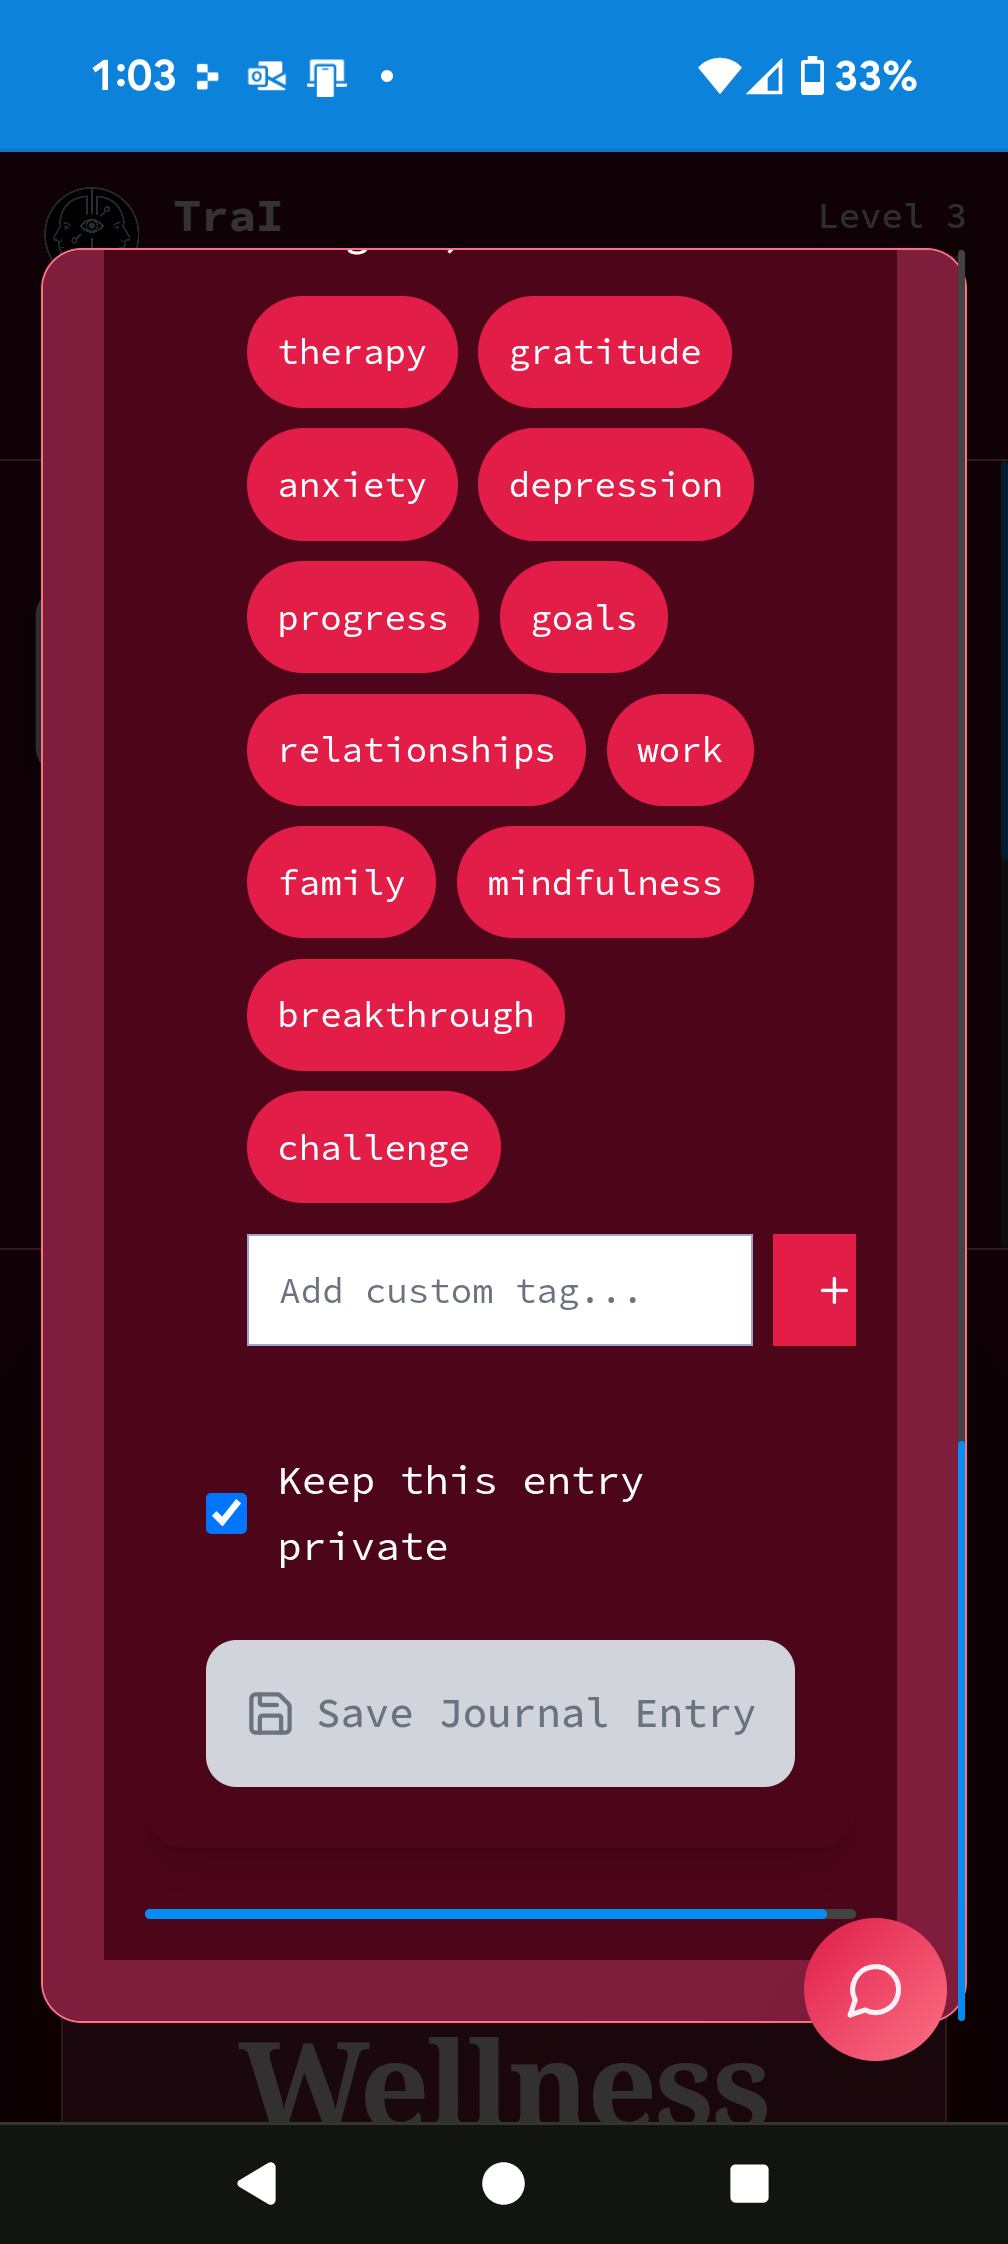 1:03 33%
TraI Level 3
therapy gratitude
anxiety depression
progress goals
relationships work
family mindfulness
breakthrough
challenge
Add custom tag... +
Keep this entry
private
Save Journal Entry
Wellness